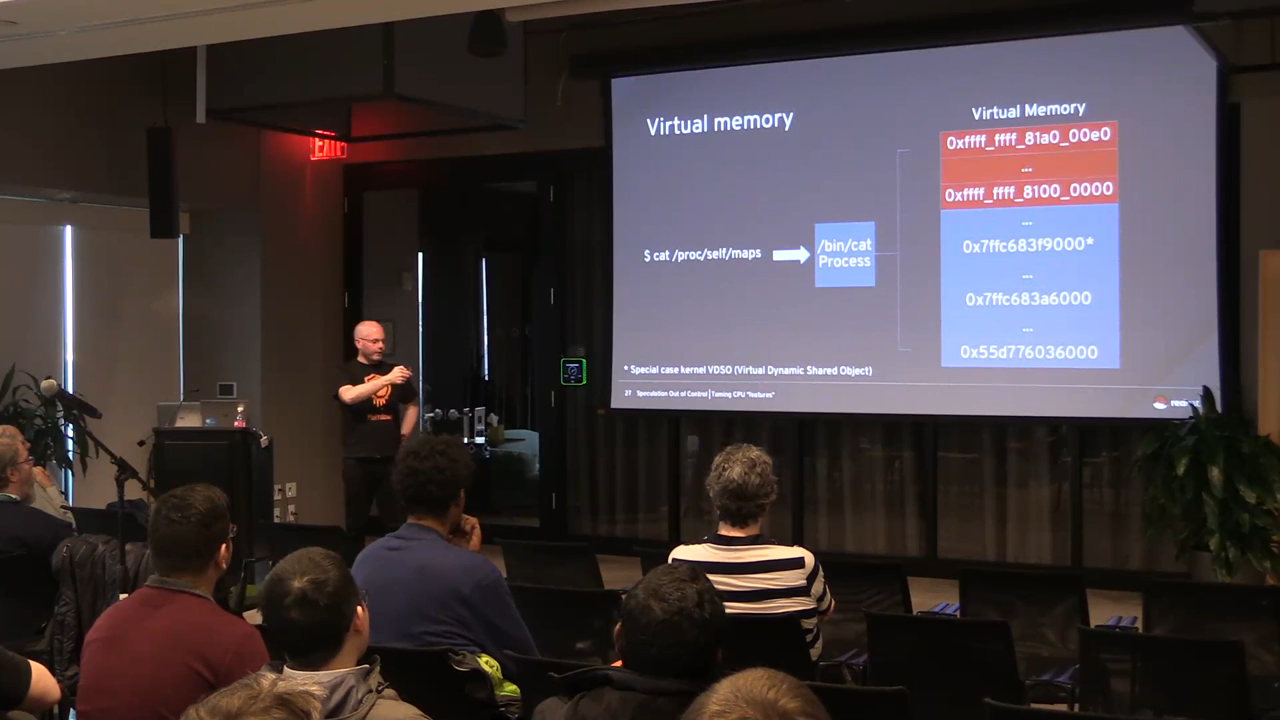 EXIT
Virtual memory
Virtual Memory
0xffff_ffff_81a0_00e0
...
0xffff_ffff_8100_0000
...
0x7ffc683f9000*
...
0x7ffc683a6000
...
0x55d776036000
$ cat /proc/self/maps
/bin/cat
Process
* Special case kernel VDSO (Virtual Dynamic Shared Object)
27 Speculation Out of Control | Taming CPU "features"